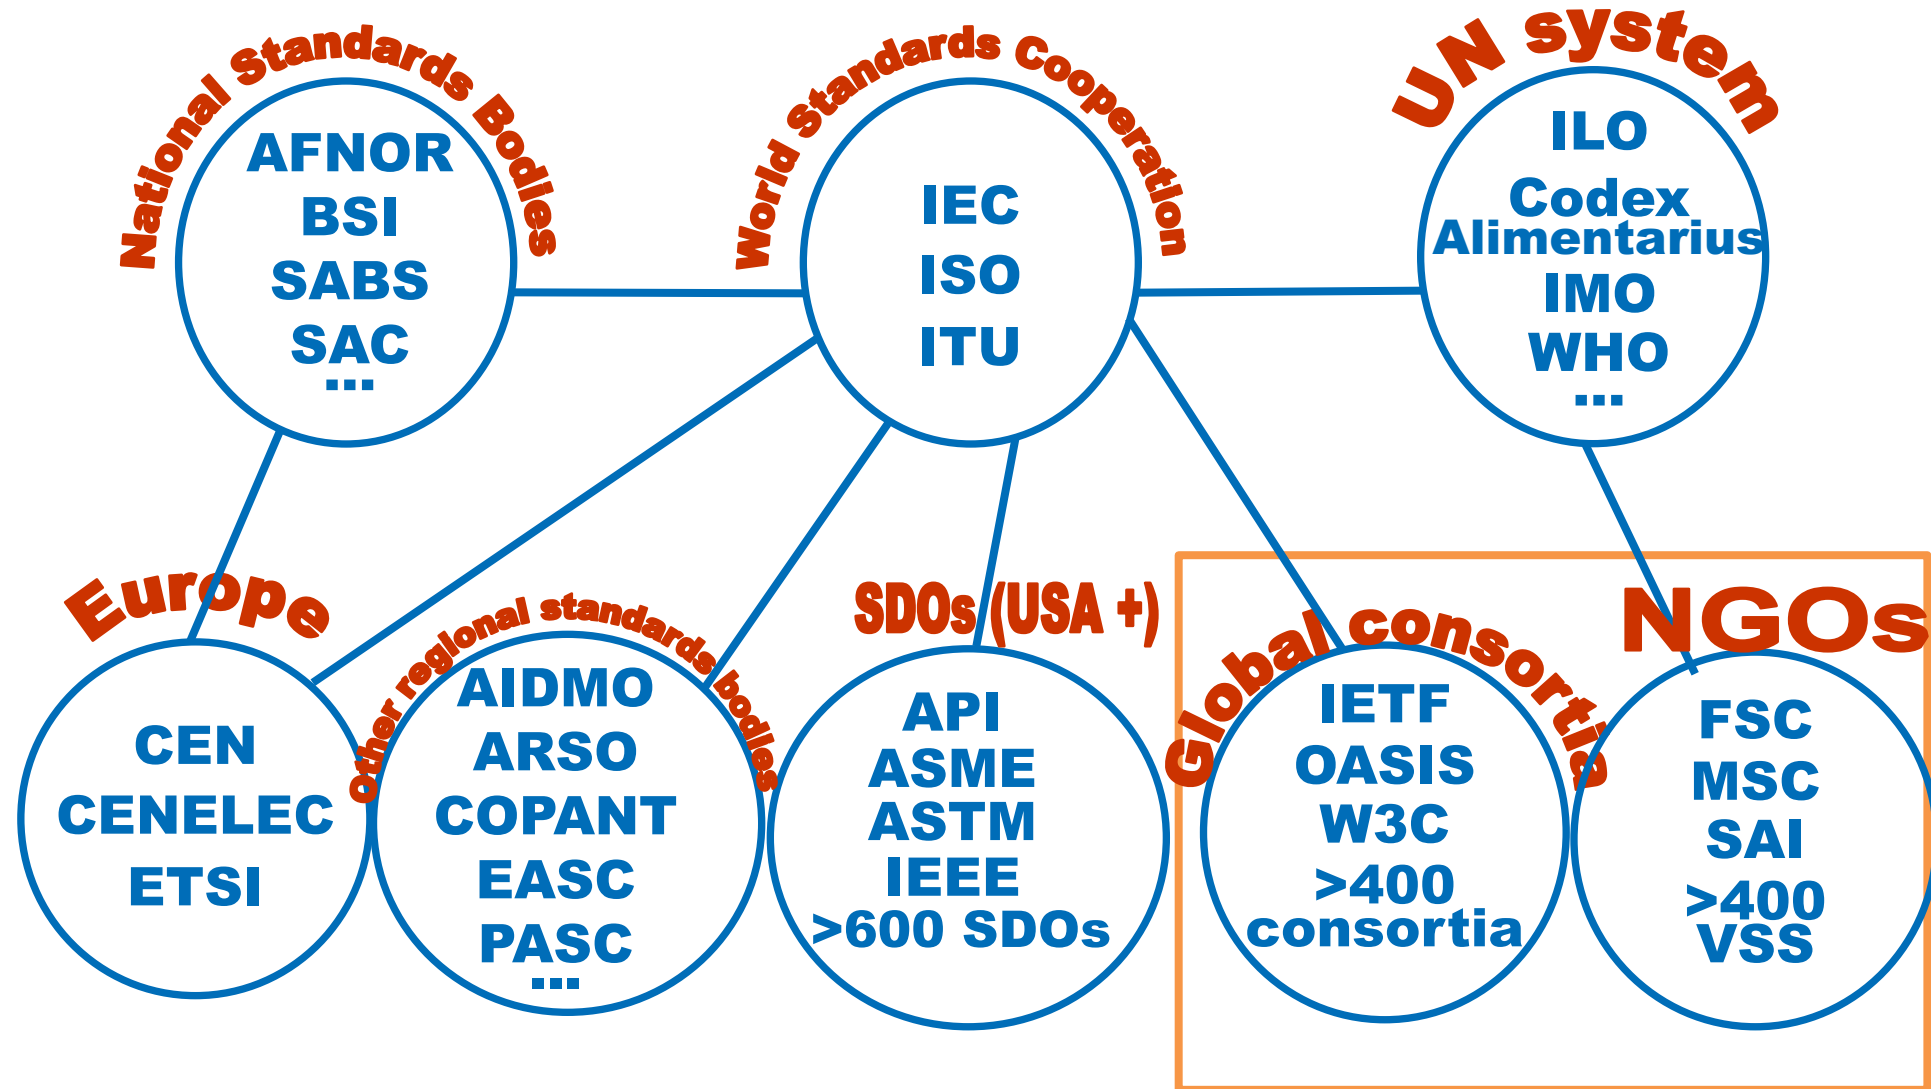 National Standards Bodies
AFNOR
BSI
SABS
SAC
...
World Standards Cooperation
IEC
ISO
ITU
UN system
ILO
Codex
Alimentarius
IMO
WHO
...
Europe
CEN
CENELEC
ETSI
Other regional standards bodies
AIDMO
ARSO
COPANT
EASC
PASC
...
SDOs (USA +)
API
ASME
ASTM
IEEE
>600 SDOs
Global consortia
IETF
OASIS
W3C
>400
consortia
NGOs
FSC
MSC
SAI
>400
VSS